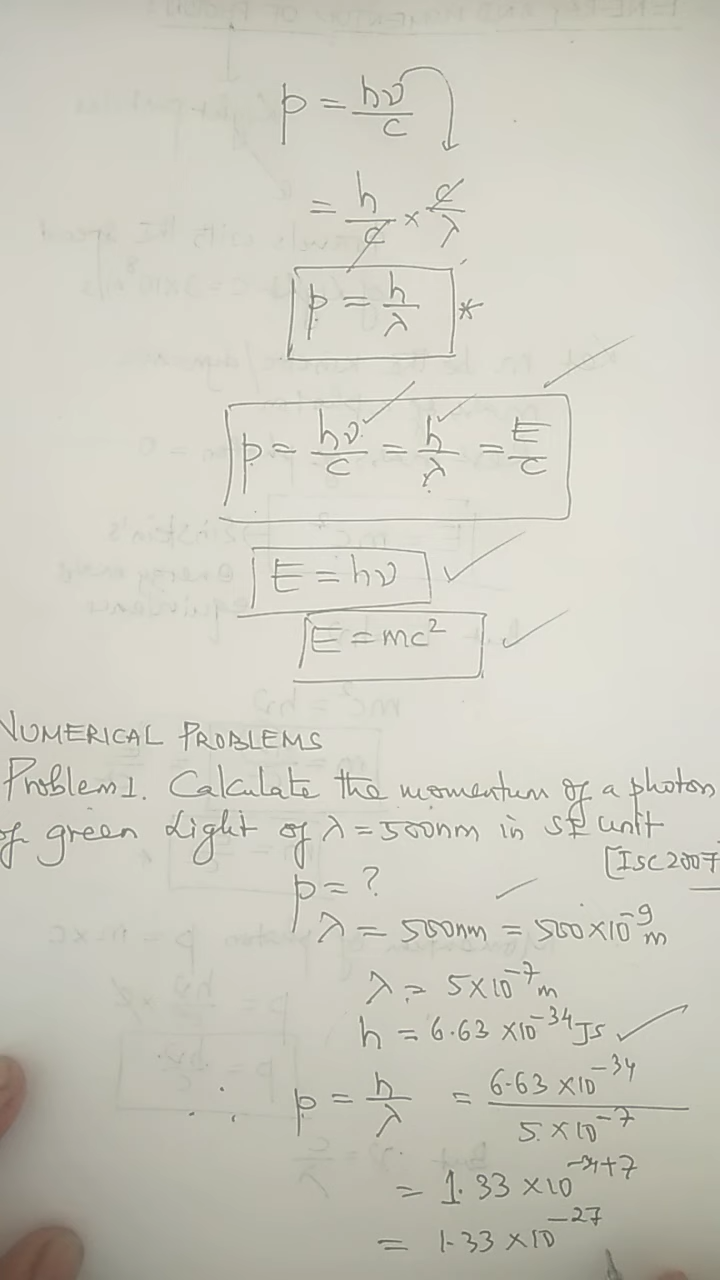 p = hν/c
= h/c × c/λ
p = h/λ *
p = hν/c = h/λ = E/c
E = hν
E = mc²
NUMERICAL PROBLEMS
Problem 1. Calculate the momentum of a photon
of green light of λ = 500nm in SI unit
[ISC 2007
p = ?
λ = 500nm = 500×10⁻⁹ m
λ = 5×10⁻⁷ m
h = 6.63 ×10⁻³⁴ JS
∴ p = h/λ = 6.63 ×10⁻³⁴ / 5×10⁻⁷
= 1.33 ×10⁻³⁴⁺⁷
= 1.33 ×10⁻²⁷